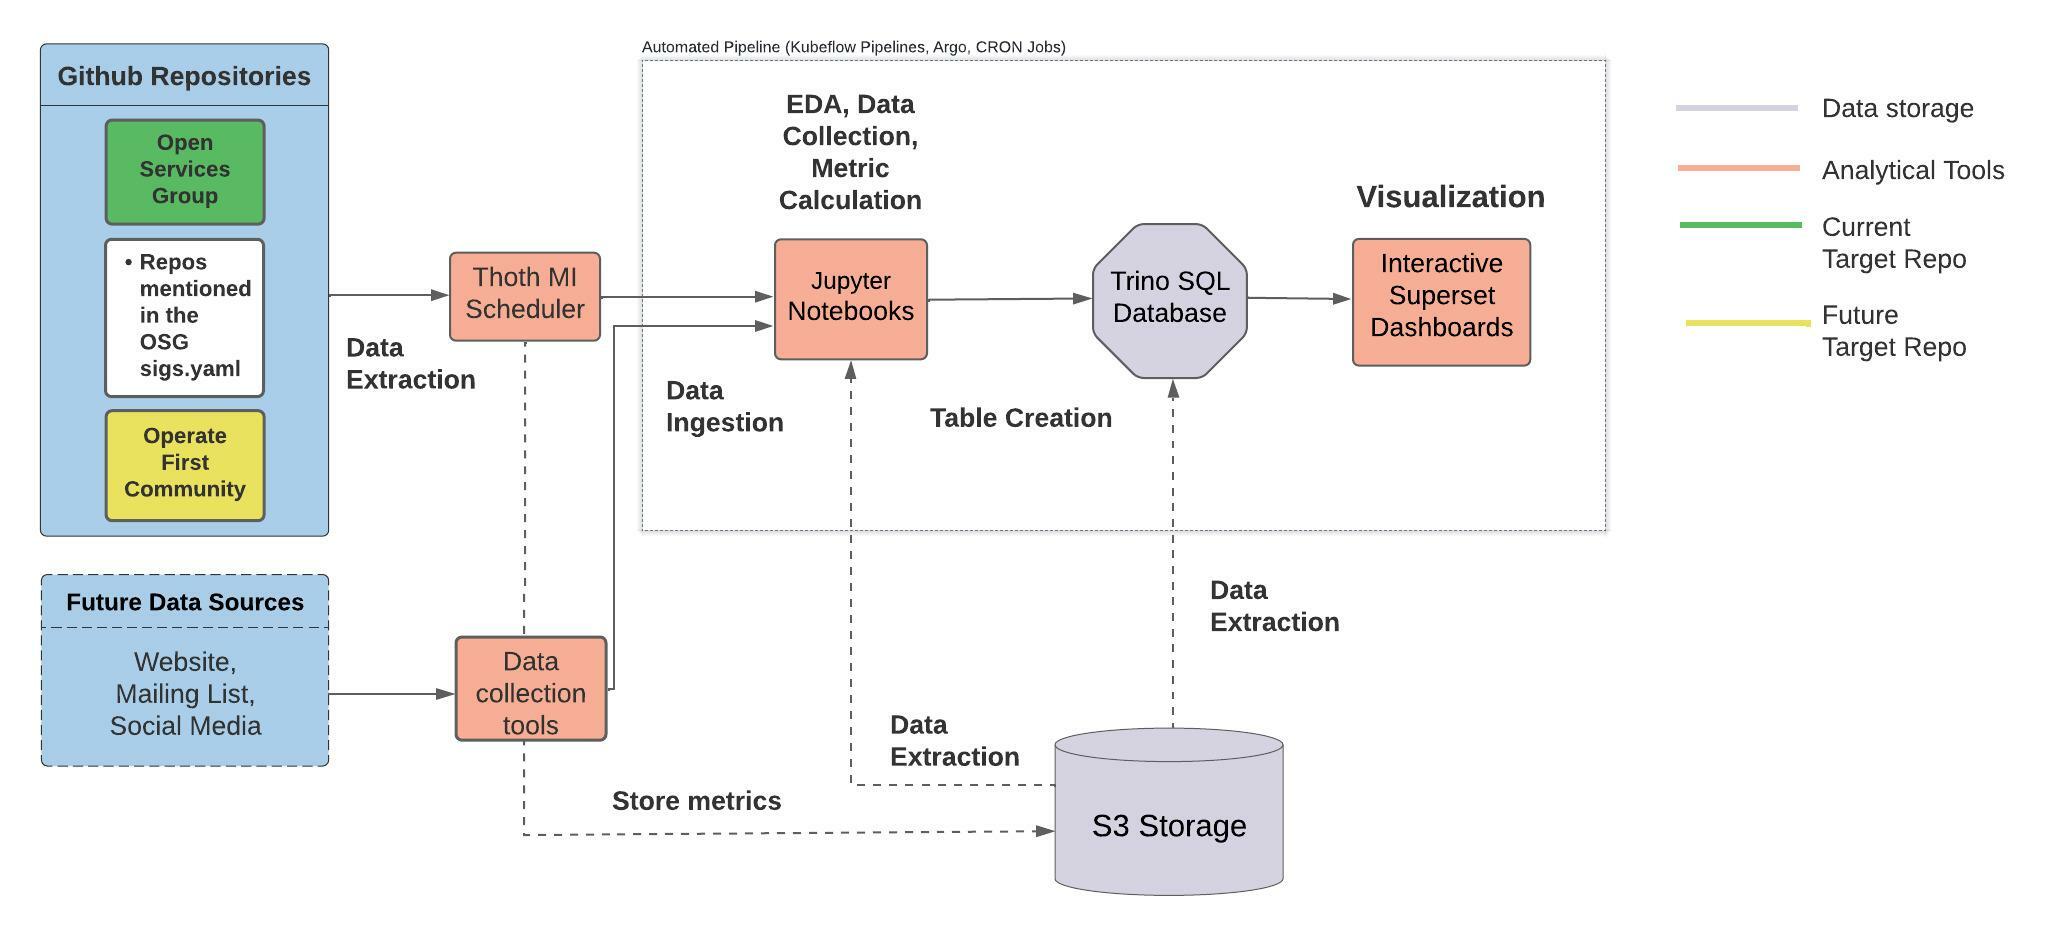 Automated Pipeline (Kubeflow Pipelines, Argo, CRON Jobs)
Github Repositories
Open
Services
Group
• Repos
mentioned
in the
OSG
sigs.yaml
Operate
First
Community
Data
Extraction
Thoth MI
Scheduler
EDA, Data
Collection,
Metric
Calculation
Jupyter
Notebooks
Data
Ingestion
Table Creation
Trino SQL
Database
Visualization
Interactive
Superset
Dashboards
Data storage
Analytical Tools
Current
Target Repo
Future
Target Repo
Future Data Sources
Website,
Mailing List,
Social Media
Data
collection
tools
Store metrics
Data
Extraction
Data
Extraction
S3 Storage